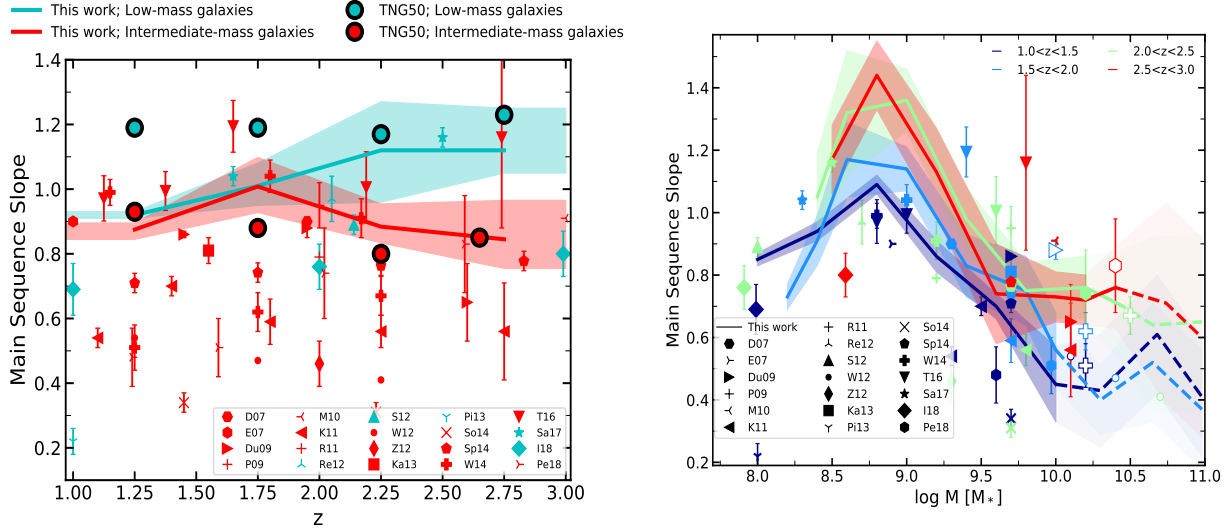 This work; Low-mass galaxies
TNG50; Low-mass galaxies
This work; Intermediate-mass galaxies
TNG50; Intermediate-mass galaxies
Main Sequence Slope
1.4
1.2
1.0
0.8
0.6
0.4
0.2
1.00 1.25 1.50 1.75 2.00 2.25 2.50 2.75 3.00
z
D07 M10 S12 Pi13 T16
E07 K11 W12 So14 Sa17
Du09 R11 Z12 Sp14 I18
P09 Re12 Ka13 W14 Pe18
Main Sequence Slope
1.4
1.2
1.0
0.8
0.6
0.4
0.2
1.0<z<1.5 2.0<z<2.5
1.5<z<2.0 2.5<z<3.0
This work R11 So14
D07 Re12 Sp14
E07 S12 W14
Du09 W12 T16
P09 Z12 Sa17
M10 Ka13 I18
K11 Pi13 Pe18
8.0 8.5 9.0 9.5 10.0 10.5 11.0
log M [M*]